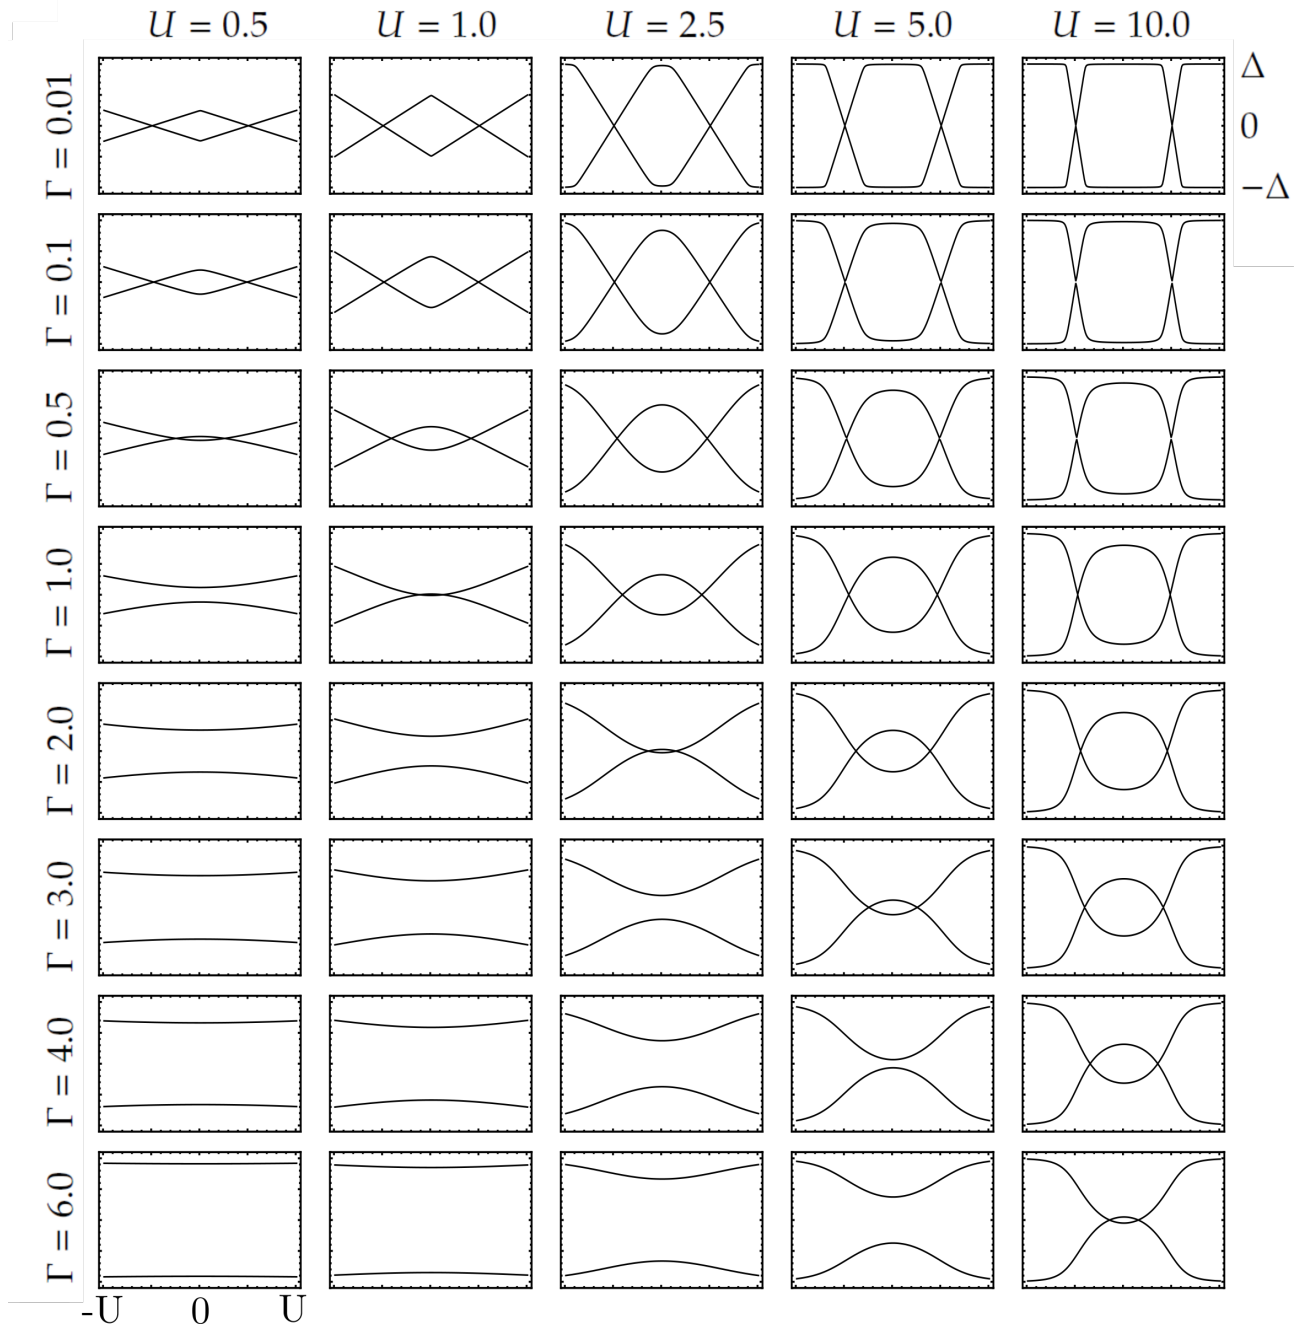 U = 0.5 U = 1.0 U = 2.5 U = 5.0 U = 10.0
Γ = 0.01
Δ
0
−Δ
Γ = 0.1
Γ = 0.5
Γ = 1.0
Γ = 2.0
Γ = 3.0
Γ = 4.0
Γ = 6.0
-U 0 U